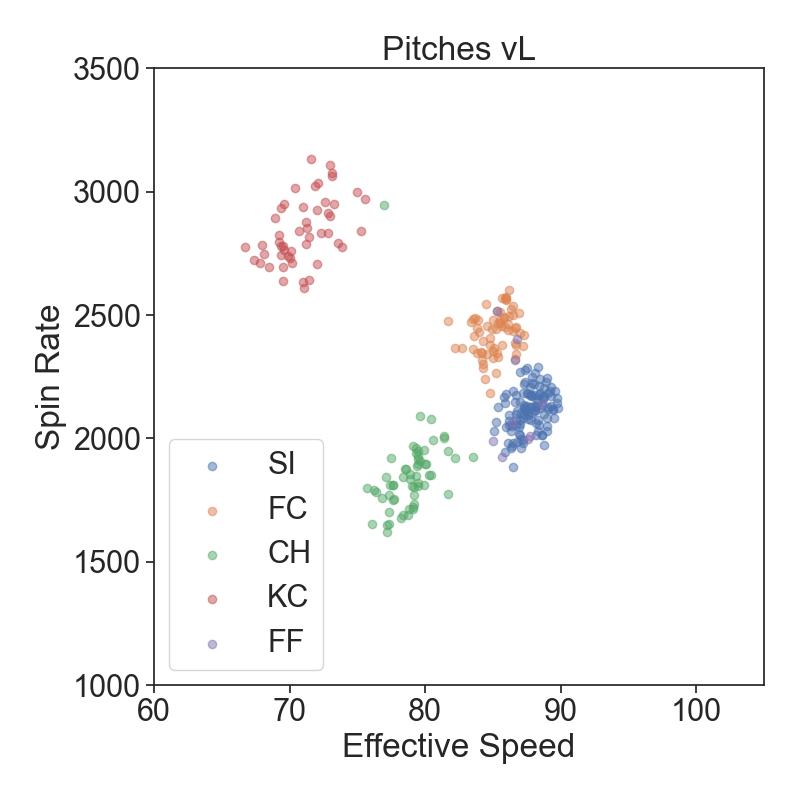 Pitches vL
3500
3000
2500
2000
1500
1000
Spin Rate
SI
FC
CH
KC
FF
60 70 80 90 100
Effective Speed